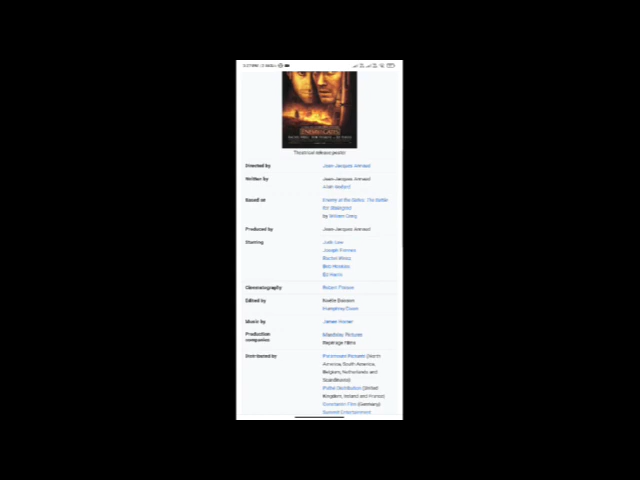 Theatrical release poster
Directed by
Jean-Jacques Annaud
Written by
Jean-Jacques Annaud
Alain Godard
Based on
Enemy at the Gates: The Battle
for Stalingrad
by William Craig
Produced by
Jean-Jacques Annaud
Starring
Jude Law
Joseph Fiennes
Rachel Weisz
Bob Hoskins
Ed Harris
Cinematography
Robert Fraisse
Edited by
Noëlle Boisson
Humphrey Dixon
Music by
James Horner
Production
companies
Mandalay Pictures
Repérage Films
Distributed by
Paramount Pictures (North
America, South America,
Belgium, Netherlands and
Scandinavia)
Pathé Distribution (United
Kingdom, Ireland and France)
Constantin Film (Germany)
Summit Entertainment